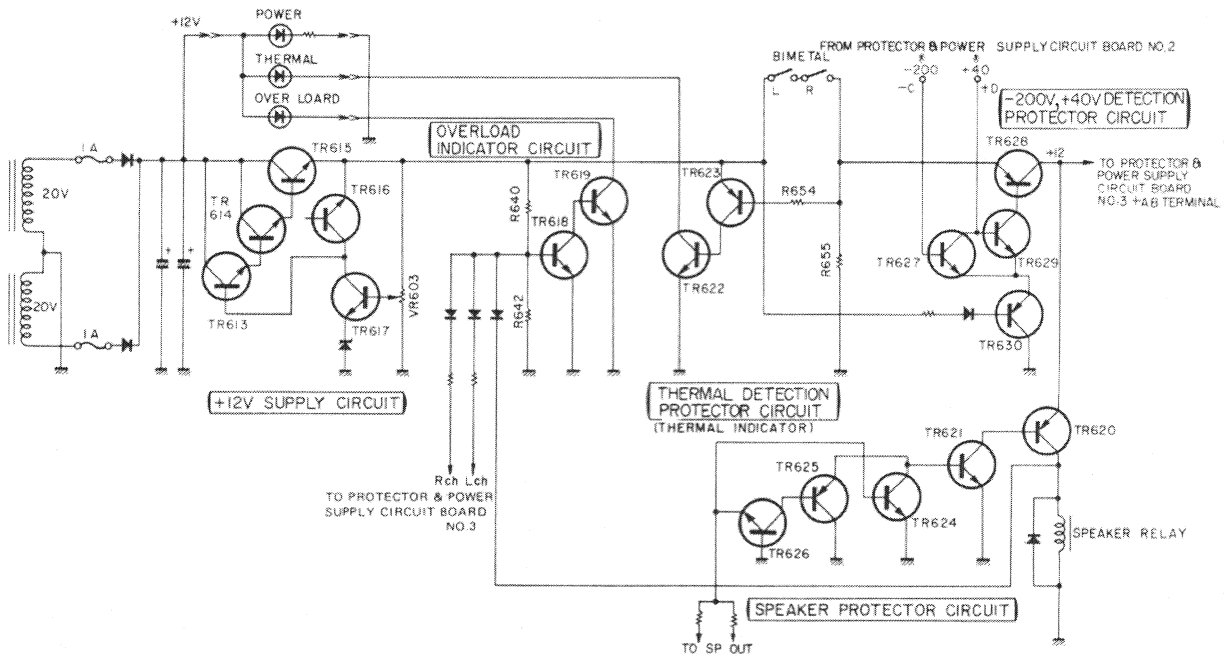 POWER
+12V
THERMAL
OVER LOARD
1A
20V
20V
1A
TR615
TR616
TR
614
TR613
TR617
VR603
+12V SUPPLY CIRCUIT
OVERLOAD
INDICATOR CIRCUIT
R640
TR619
TR618
R642
Rch Lch
TO PROTECTOR & POWER
SUPPLY CIRCUIT BOARD
NO.3
TR623
TR622
R654
R655
BIMETAL
L R
THERMAL DETECTION
PROTECTOR CIRCUIT
(THERMAL INDICATOR)
FROM PROTECTOR & POWER SUPPLY CIRCUIT BOARD NO.2
-200 +40
-C +D
-200V,+40V DETECTION
PROTECTOR CIRCUIT
TR628
+12
TO PROTECTOR &
POWER SUPPLY
CIRCUIT BOARD
NO.3 +AB TERMINAL
TR627
TR629
TR630
TR621
TR620
TR625
TR624
TR626
SPEAKER RELAY
SPEAKER PROTECTOR CIRCUIT
TO SP OUT